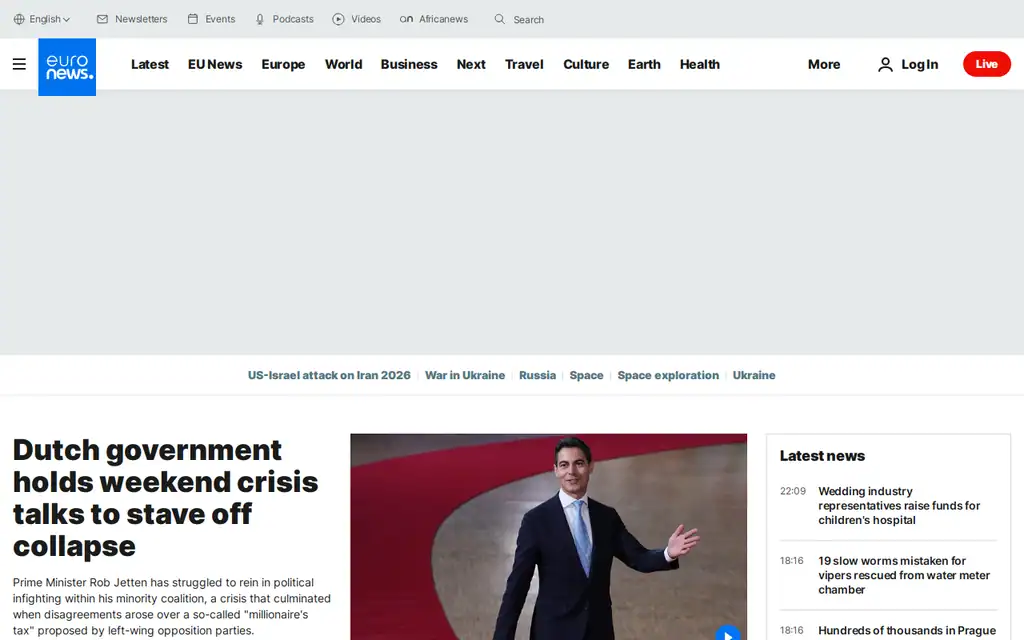 English
Newsletters
Events
Podcasts
Videos
Africanews
Search
euro
news.
Latest
EU News
Europe
World
Business
Next
Travel
Culture
Earth
Health
More
Log In
Live
US-Israel attack on Iran 2026
War in Ukraine
Russia
Space
Space exploration
Ukraine
Dutch government
holds weekend crisis
talks to stave off
collapse
Prime Minister Rob Jetten has struggled to rein in political
infighting within his minority coalition, a crisis that culminated
when disagreements arose over a so-called "millionaire's
tax" proposed by left-wing opposition parties.
Latest news
22:09
Wedding industry
representatives raise funds for
children's hospital
18:16
19 slow worms mistaken for
vipers rescued from water meter
chamber
18:16
Hundreds of thousands in Prague